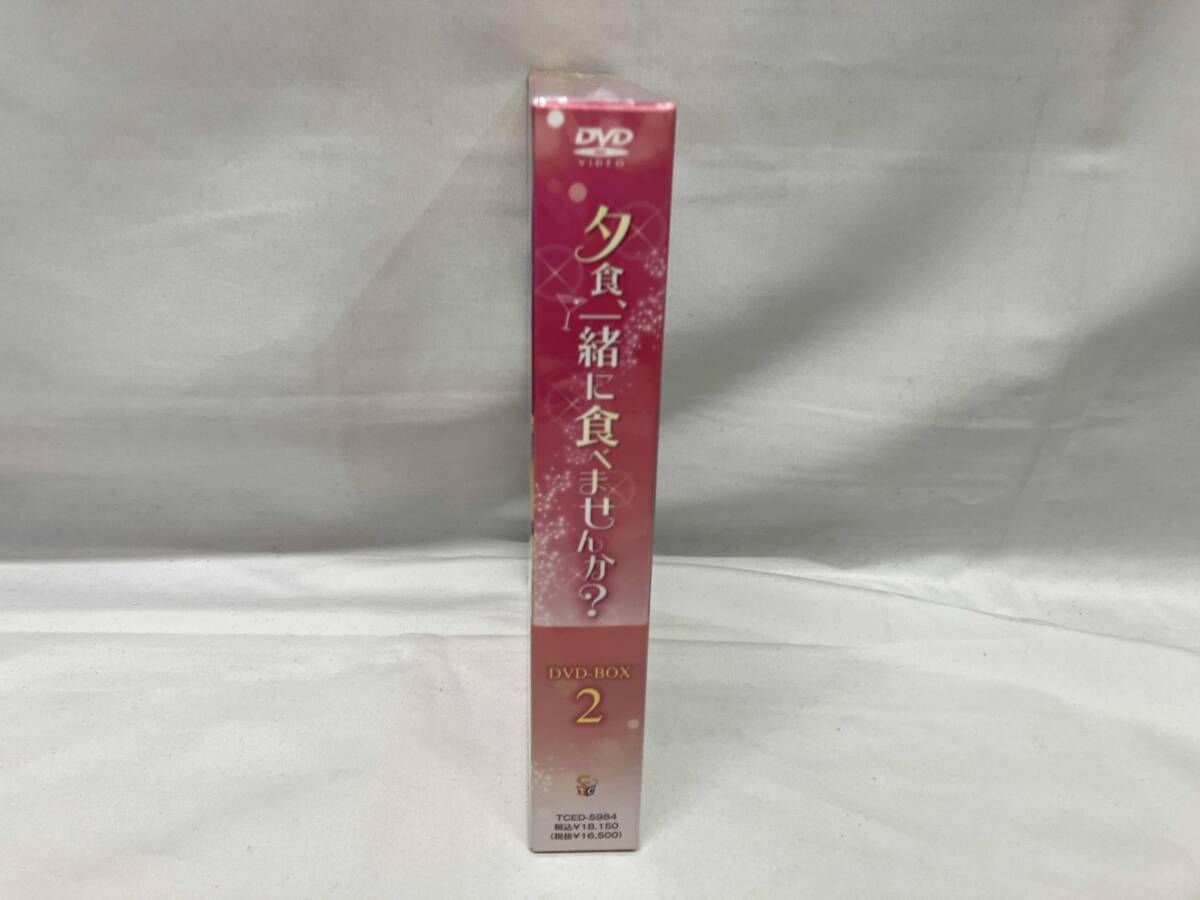 DVD
VIDEO
夕食、一緒に食べませんか?
DVD-BOX
2
TCED-5984
税込¥18,150
(税抜¥16,500)